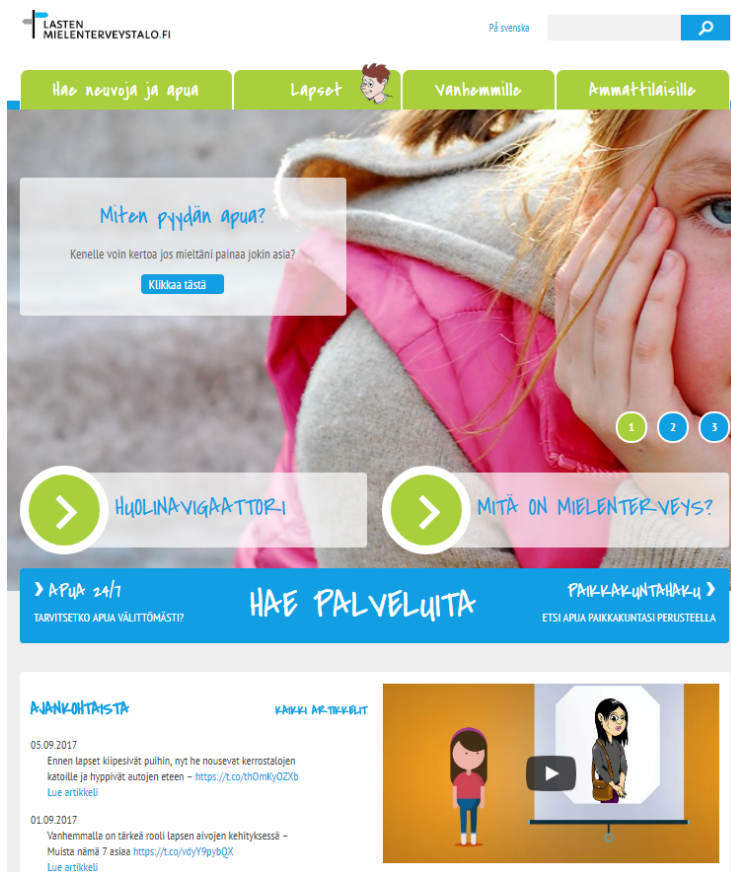 LASTEN
MIELENTERVEYSTALO.FI
På svenska
Hae neuvoja ja apua
Lapset
Vanhemmille
Ammattilaisille
Miten pyydän apua?
Kenelle voin kertoa jos mieltäni painaa jokin asia?
Klikkaa tästä
1 2 3
HUOLINAVIGAATTORI
MITÄ ON MIELENTERVEYS?
APUA 24/7
TARVITSETKO APUA VÄLITTÖMÄSTI?
HAE PALVELUITA
PAIKKAKUNTAHAKU
ETSI APUA PAIKKAKUNTASI PERUSTEELLA
AJANKOHTAISTA
KAIKKI ARTIKKELIT
05.09.2017
Ennen lapset kiipesivät puihin, nyt he nousevat kerrostalojen
katoille ja hyppivät autojen eteen – https://t.co/thOmKyOZXb
Lue artikkeli
01.09.2017
Vanhemmalla on tärkeä rooli lapsen aivojen kehityksessä –
Muista nämä 7 asiaa https://t.co/vdyY9pybQX
Lue artikkeli